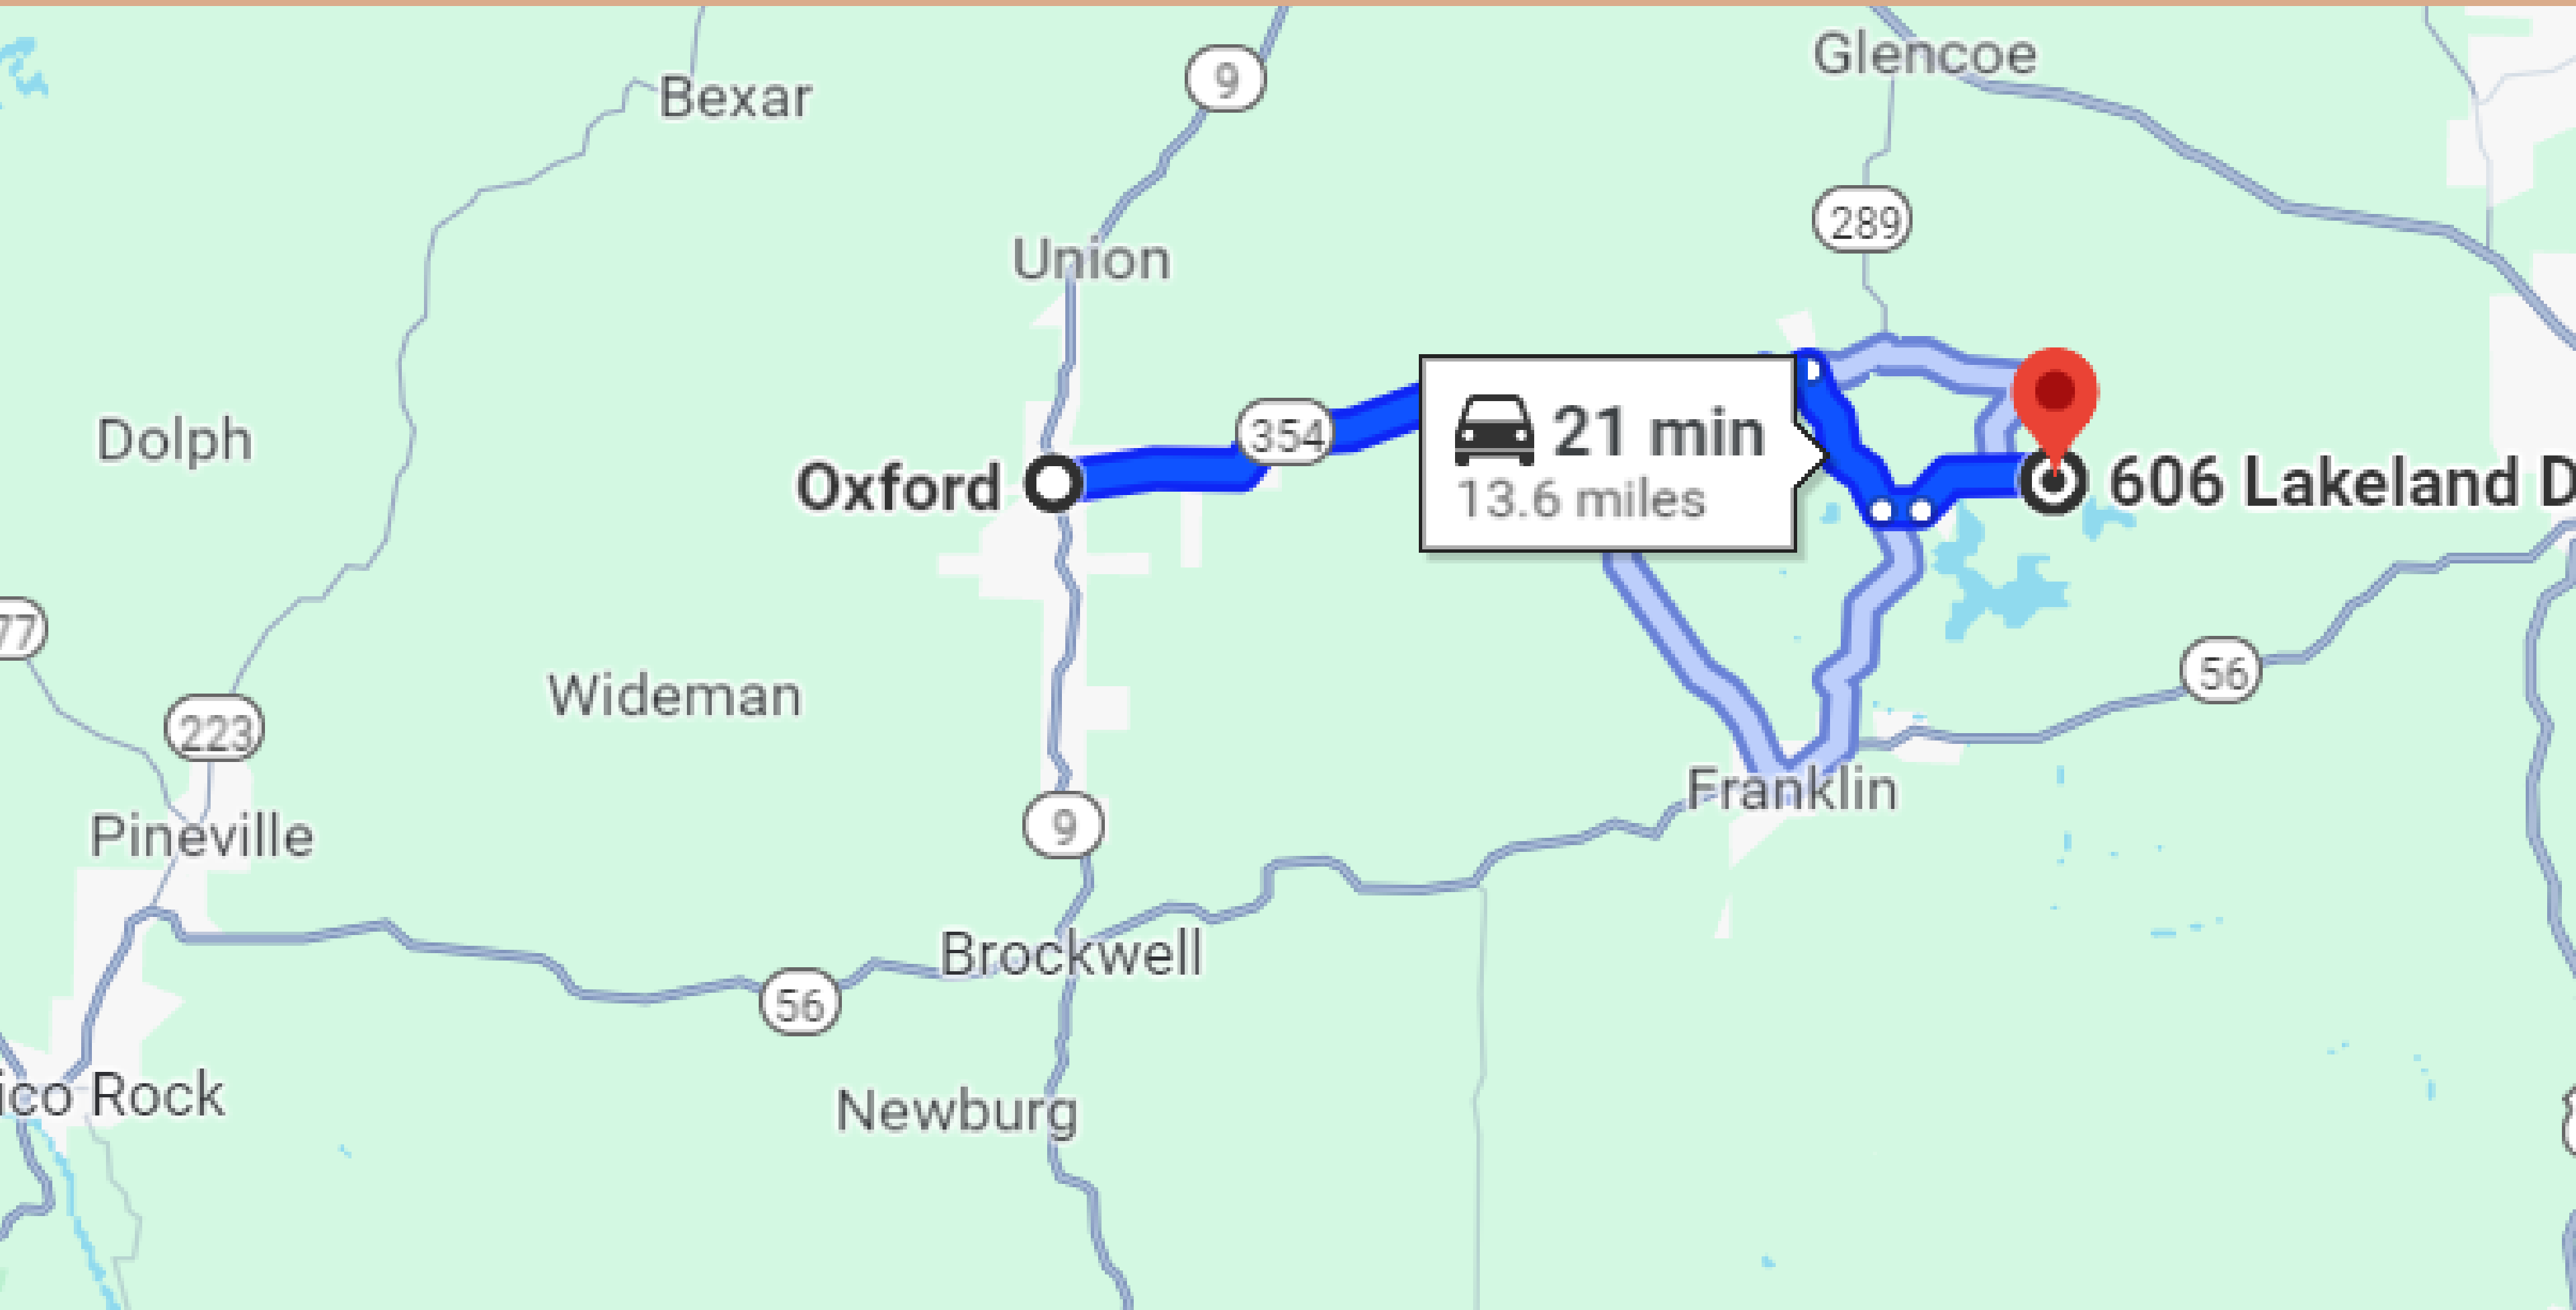 Glencoe
9
Bexar
289
Union
354
21 min
13.6 miles
Dolph
Oxford
606 Lakeland D
77
Wideman
56
223
Franklin
Pineville
9
Brockwell
56
ico Rock
Newburg